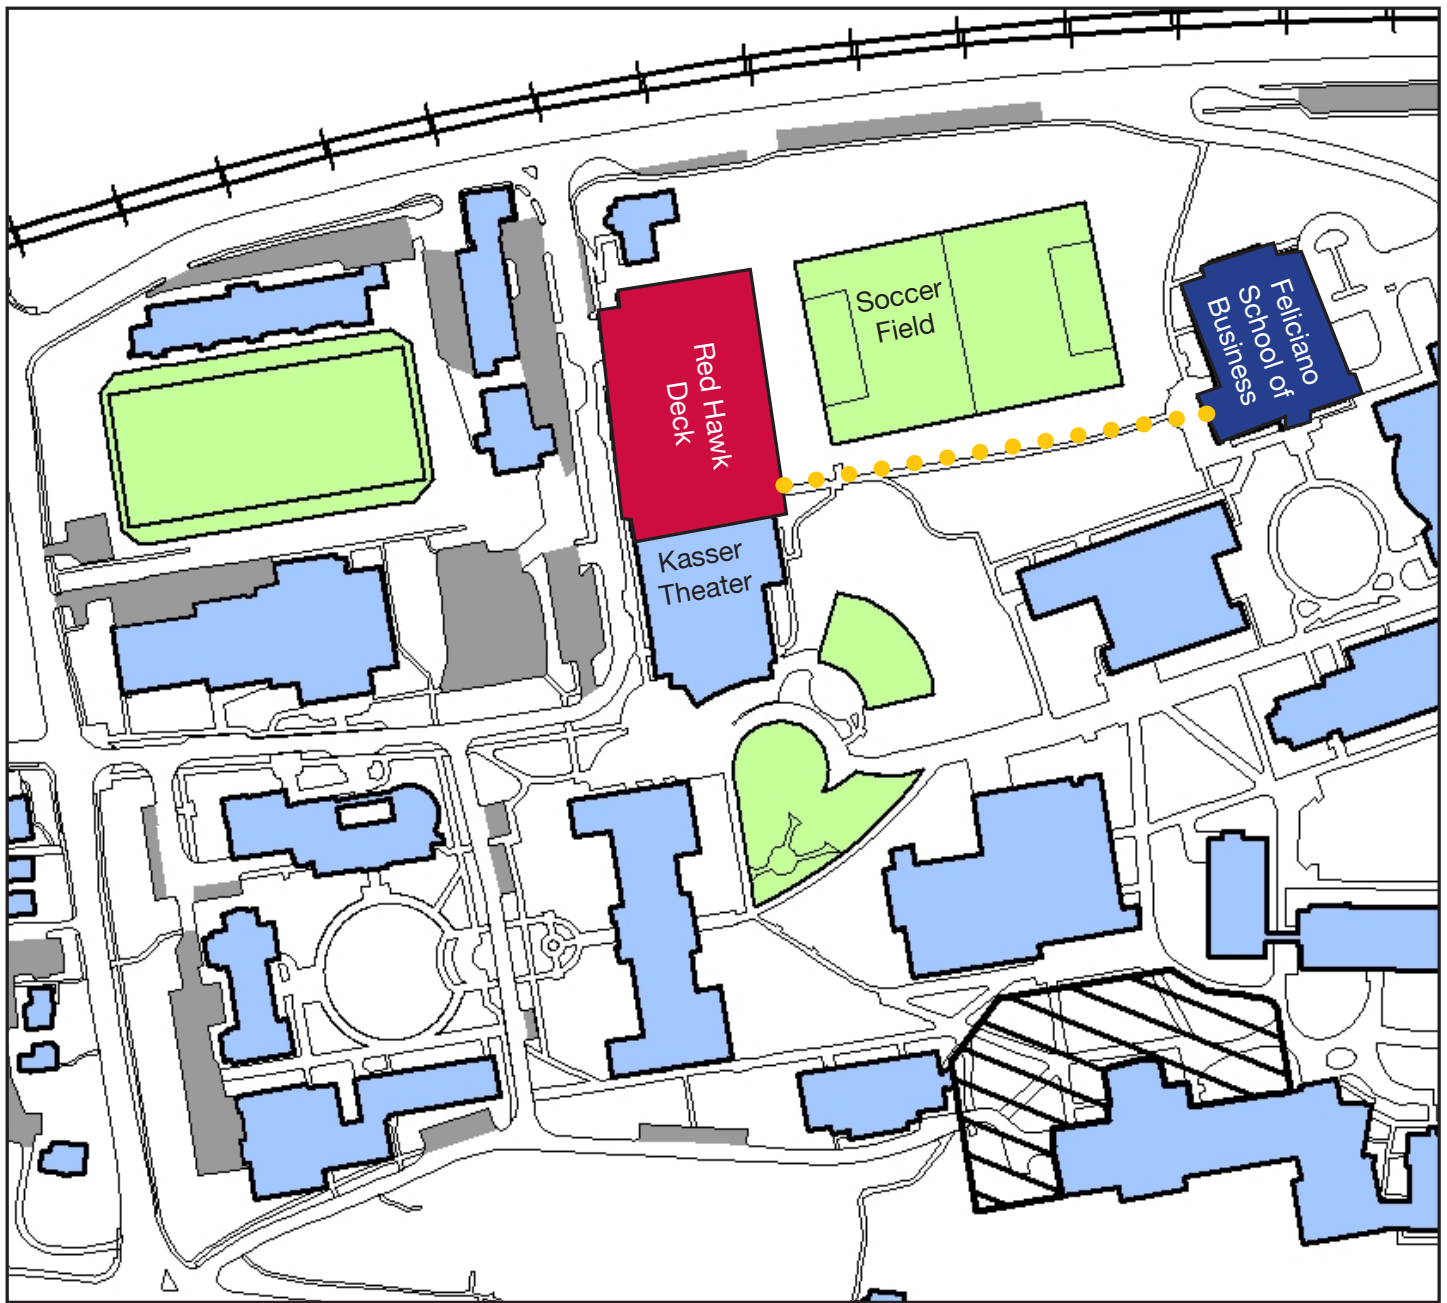 Soccer
Field
Feliciano
School of
Business
Red Hawk
Deck
Kasser
Theater